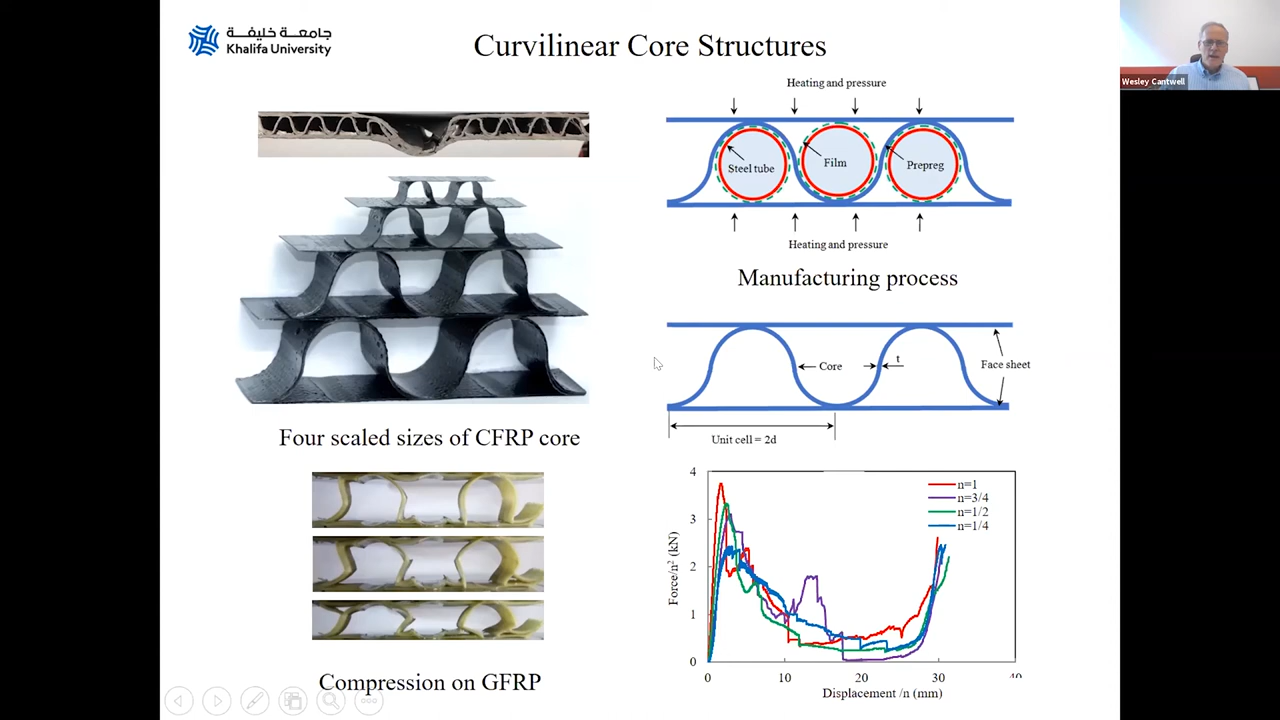 جامعة خليفة
Khalifa University
Curvilinear Core Structures
Wesley Cantwell
Heating and pressure
Steel tube
Film
Prepreg
Heating and pressure
Manufacturing process
Core
t
Face sheet
Unit cell = 2d
Four scaled sizes of CFRP core
Compression on GFRP
4
3
2
1
0
Force/n² (kN)
n=1
n=3/4
n=1/2
n=1/4
0
10
20
30
40
Displacement /n (mm)